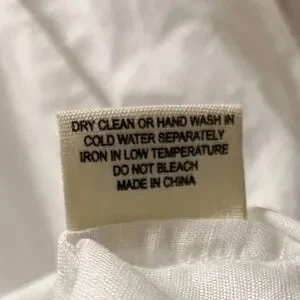 DRY CLEAN OR HAND WASH IN
COLD WATER SEPARATELY
IRON IN LOW TEMPERATURE
DO NOT BLEACH
MADE IN CHINA